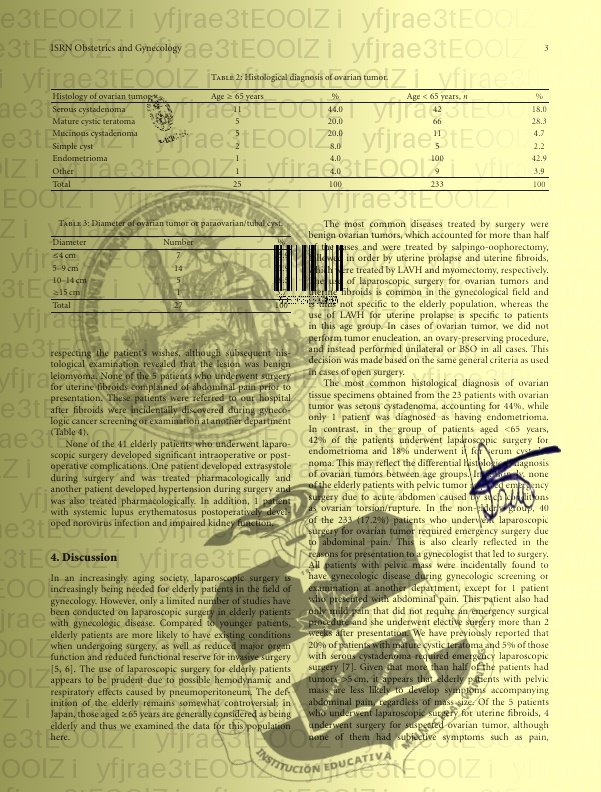 ISRN Obstetrics and Gynecology 3
Table 2: Histological diagnosis of ovarian tumor.
Histology of ovarian tumor Age ≥ 65 years % Age < 65 years, n %
Serous cystadenoma 11 44.0 42 18.0
Mature cystic teratoma 5 20.0 66 28.3
Mucinous cystadenoma 5 20.0 11 4.7
Simple cyst 2 8.0 5 2.2
Endometrioma 1 4.0 100 42.9
Other 1 4.0 9 3.9
Total 25 100 233 100
Table 3: Diameter of ovarian tumor or paraovarian/tubal cyst.
Diameter Number
≤4 cm 7
5–9 cm 14
10–14 cm 5
≥15 cm 1
Total 27
respecting the patient's wishes, although subsequent his-
tological examination revealed that the lesion was benign
leiomyoma. None of the 5 patients who underwent surgery
for uterine fibroids complained of abdominal pain prior to
presentation. These patients were referred to our hospital
after fibroids were incidentally discovered during gyneco-
logic cancer screening or examination at another department
(Table 4).
None of the 41 elderly patients who underwent laparo-
scopic surgery developed significant intraoperative or post-
operative complications. One patient developed extrasystole
during surgery and was treated pharmacologically and
another patient developed hypertension during surgery and
was also treated pharmacologically. In addition, 1 patient
with systemic lupus erythematosus postoperatively devel-
oped norovirus infection and impaired kidney function.
4. Discussion
In an increasingly aging society, laparoscopic surgery is
increasingly being needed for elderly patients in the field of
gynecology. However, only a limited number of studies have
been conducted on laparoscopic surgery in elderly patients
with gynecologic disease. Compared to younger patients,
elderly patients are more likely to have existing conditions
when undergoing surgery, as well as reduced major organ
function and reduced functional reserve for invasive surgery
[5, 6]. The use of laparoscopic surgery for elderly patients
appears to be prudent due to possible hemodynamic and
respiratory effects caused by pneumoperitoneum. The def-
inition of the elderly remains somewhat controversial; in
Japan, those aged ≥65 years are generally considered as being
elderly and thus we examined the data for this population
here.
The most common diseases treated by surgery were
benign ovarian tumors, which accounted for more than half
cases and were treated by salpingo-oophorectomy,
in order by uterine prolapse and uterine fibroids,
were treated by LAVH and myomectomy, respectively.
use of laparoscopic surgery for ovarian tumors and
fibroids is common in the gynecological field and
not specific to the elderly population, whereas the
use of LAVH for uterine prolapse is specific to patients
in this age group. In cases of ovarian tumor, we did not
perform tumor enucleation, an ovary-preserving procedure,
and instead performed unilateral or BSO in all cases. This
decision was made based on the same general criteria as used
in cases of open surgery.
The most common histological diagnosis of ovarian
tissue specimens obtained from the 23 patients with ovarian
tumor was serous cystadenoma, accounting for 44%, while
only 1 patient was diagnosed as having endometrioma.
In contrast, in the group of patients aged <65 years,
42% of the patients underwent laparoscopic surgery for
endometrioma and 18% underwent it for serum cystade-
noma. This may reflect the differential histologic diagnosis
of ovarian tumors between age groups. none
of the elderly patients with pelvic tumor emergency
surgery due to acute abdomen caused by such conditions
as ovarian torsion/rupture. In the non-elderly group, 40
of the 233 (17.2%) patients who underwent laparoscopic
surgery for ovarian tumor required emergency surgery due
to abdominal pain. This is also clearly reflected in the
reasons for presentation to a gynecologist that led to surgery.
All patients with pelvic mass were incidentally found to
have gynecologic disease during gynecologic screening or
examination at another department, except for 1 patient
who presented with abdominal pain. This patient also had
only mild pain that did not require an emergency surgical
procedure and she underwent elective surgery more than 2
weeks after presentation. We have previously reported that
20% of patients with mature cystic teratoma and 5% of those
with serous cystadenoma required emergency laparoscopic
surgery [7]. Given that more than half of the patients had
tumors >5 cm, it appears that elderly patients with pelvic
mass are less likely to develop symptoms accompanying
abdominal pain, regardless of mass size. Of the 5 patients
who underwent laparoscopic surgery for uterine fibroids, 4
underwent surgery for suspected ovarian tumor, although
none of them had subjective symptoms such as pain,
INSTITUCIÓN EDUCATIVA
yfjrae3tEOOlZ i